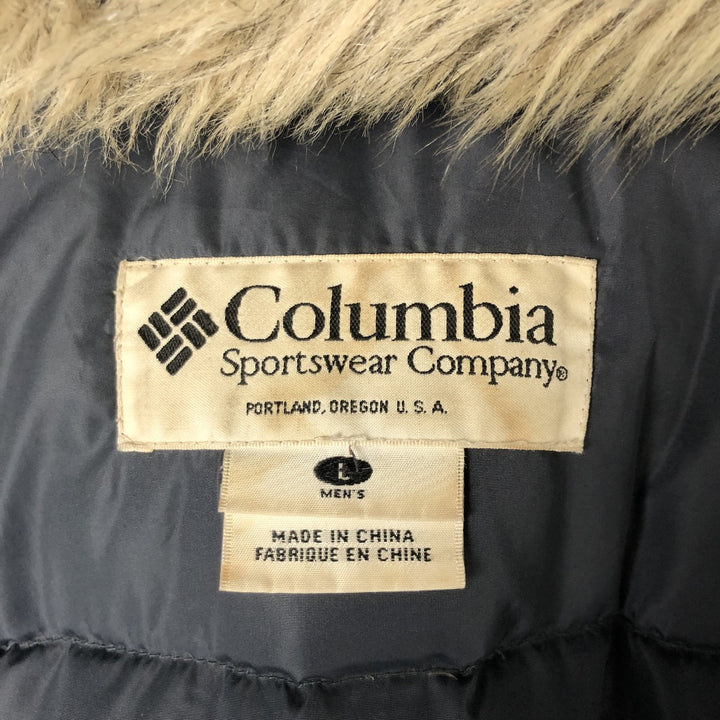 Columbia
Sportswear Company®
PORTLAND, OREGON U.S.A.
L
MEN'S
MADE IN CHINA
FABRIQUE EN CHINE